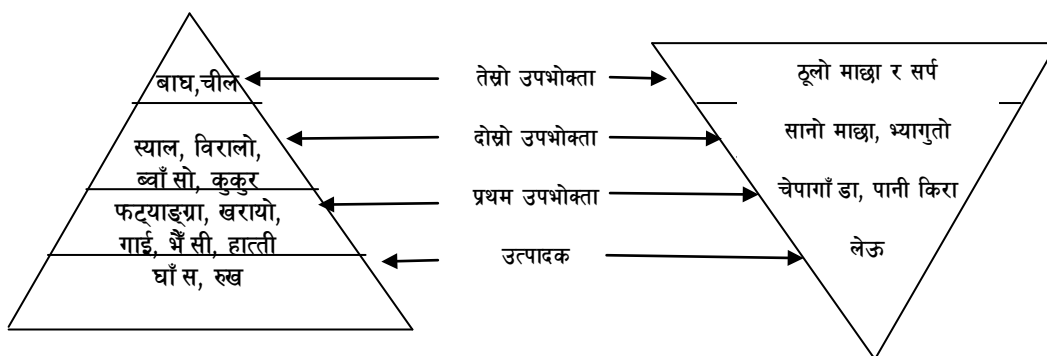 बाघ,चील
स्याल, विरालो,
ब्वाँसो, कुकुर
फट्याङ्ग्रा, खरायो,
गाई, भैँसी, हात्ती
घाँस, रुख
तेस्रो उपभोक्ता
दोस्रो उपभोक्ता
प्रथम उपभोक्ता
उत्पादक
ठूलो माछा र सर्प
सानो माछा, भ्यागुतो
चेपागाँडा, पानी किरा
लेऊ